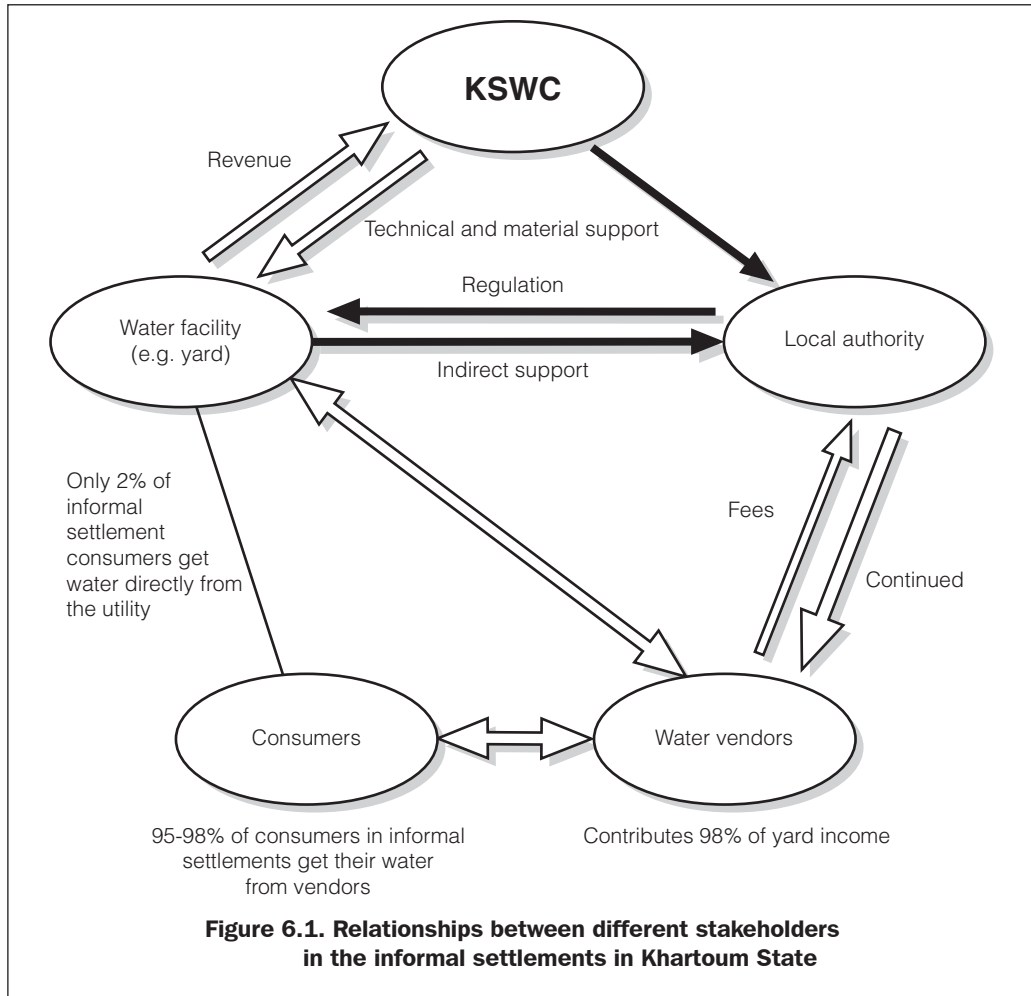 KSWC
Revenue
Technical and material support
Regulation
Water facility
(e.g. yard)
Local authority
Indirect support
Only 2% of
informal
settlement
consumers get
water directly from
the utility
Fees
Continued
Consumers
Water vendors
95-98% of consumers in informal
settlements get their water
from vendors
Contributes 98% of yard income
Figure 6.1. Relationships between different stakeholders
in the informal settlements in Khartoum State